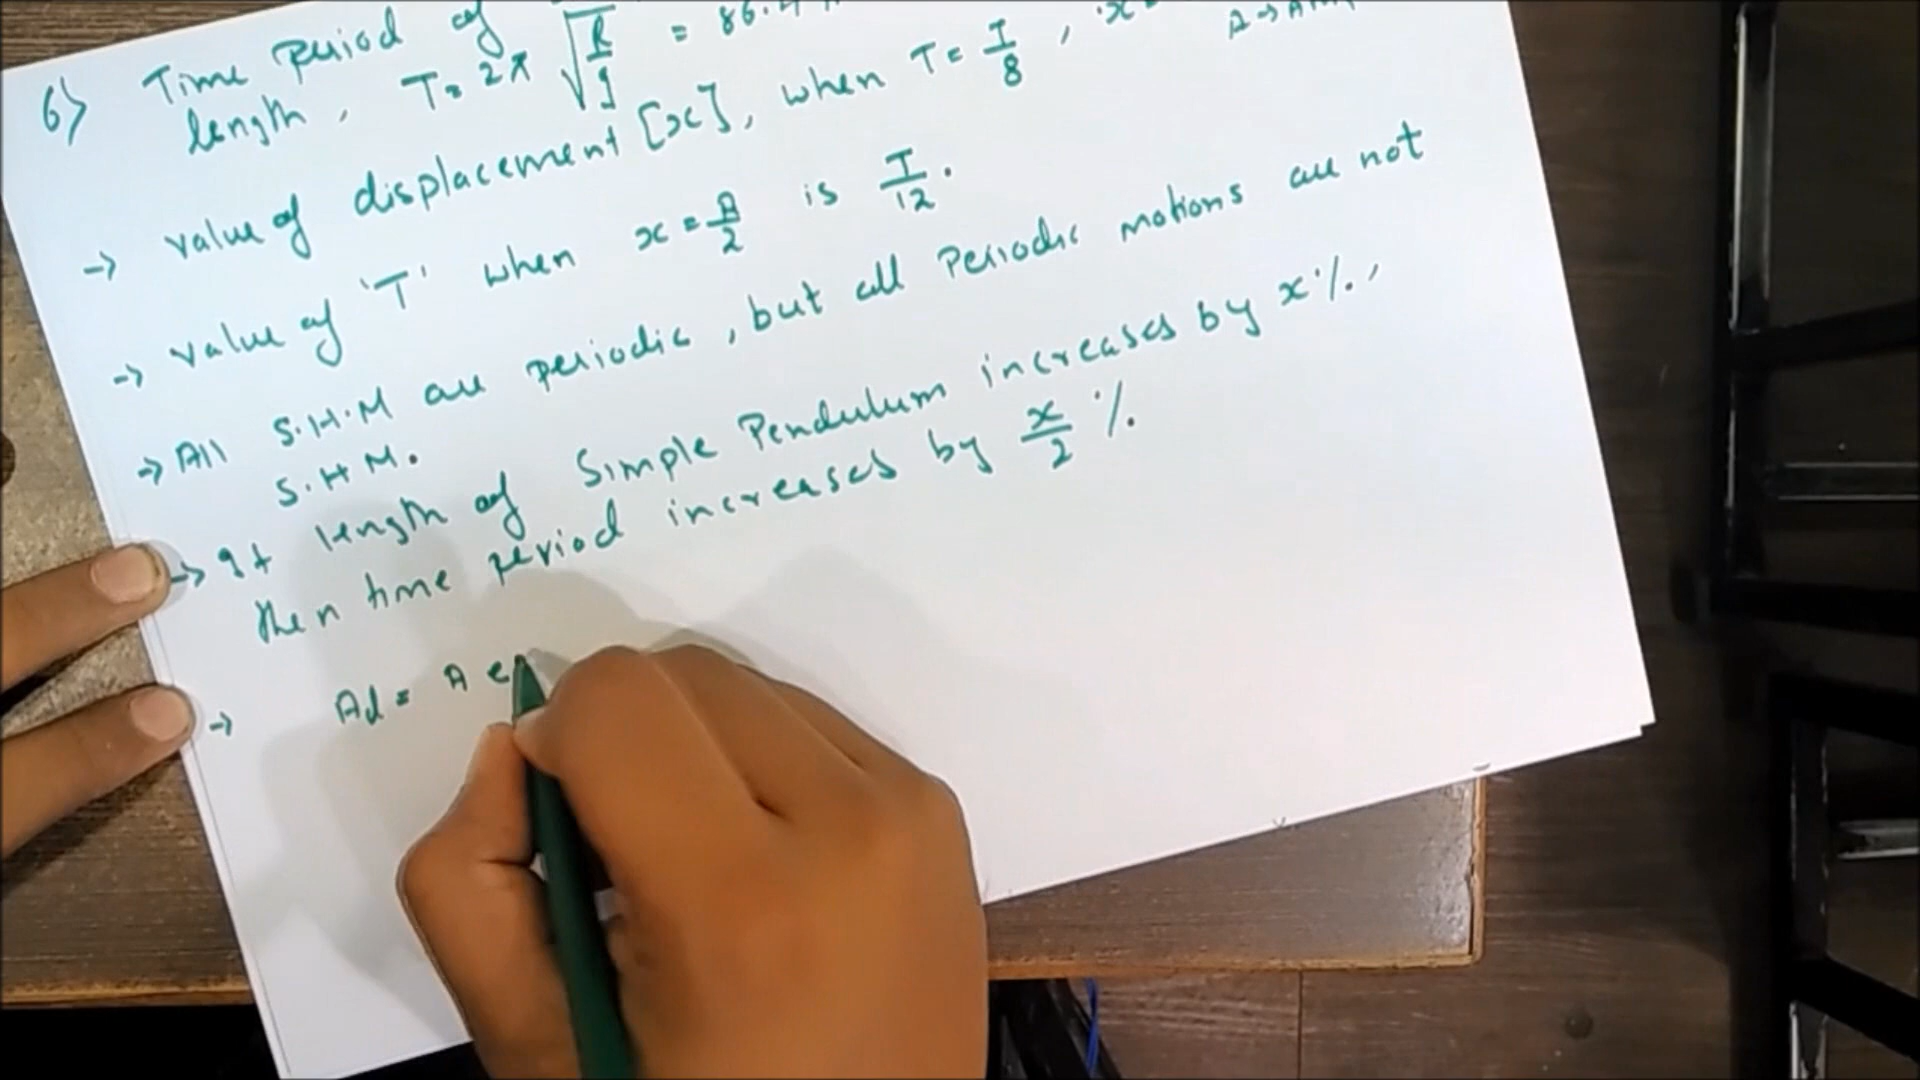 6) Time period of
length, T= 2π √R/g = 86.4
→ value of displacement [x], when T= T/8, x=
A→Am
→ value of 'T' when x = A/2 is T/12.
→ All S.H.M are periodic, but all Periodic motions are not
S.H M.
→ If length of Simple Pendulum increases by x%,
then time period increases by x/2 %.
→ Ad = A e